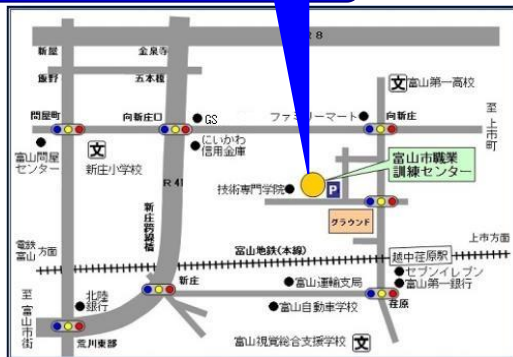 R 8
新屋
金泉寺
飯野
五本榎
文
富山第一高校
問屋町
向新庄口
GS
ファミリーマート
向新庄
至
上市町
にいかわ
信用金庫
富山問屋
センター
文
新庄小学校
富山市職業
訓練センター
技術専門学院
P
R 41
新庄跨線橋
グラウンド
電鉄
富山方面
富山地鉄(本線)
越中荏原駅
上市方面
セブンイレブン
富山第一銀行
新庄
富山運輸支局
荏原
富山自動車学校
至
富山市街
北陸
銀行
荒川東部
富山視覚総合支援学校
文